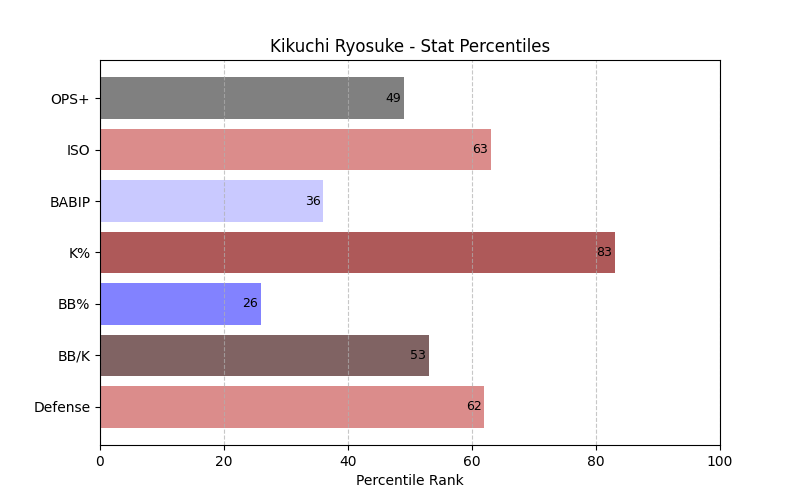 Kikuchi Ryosuke - Stat Percentiles
OPS+ 49
ISO 63
BABIP 36
K% 83
BB% 26
BB/K 53
Defense 62
0 20 40 60 80 100
Percentile Rank